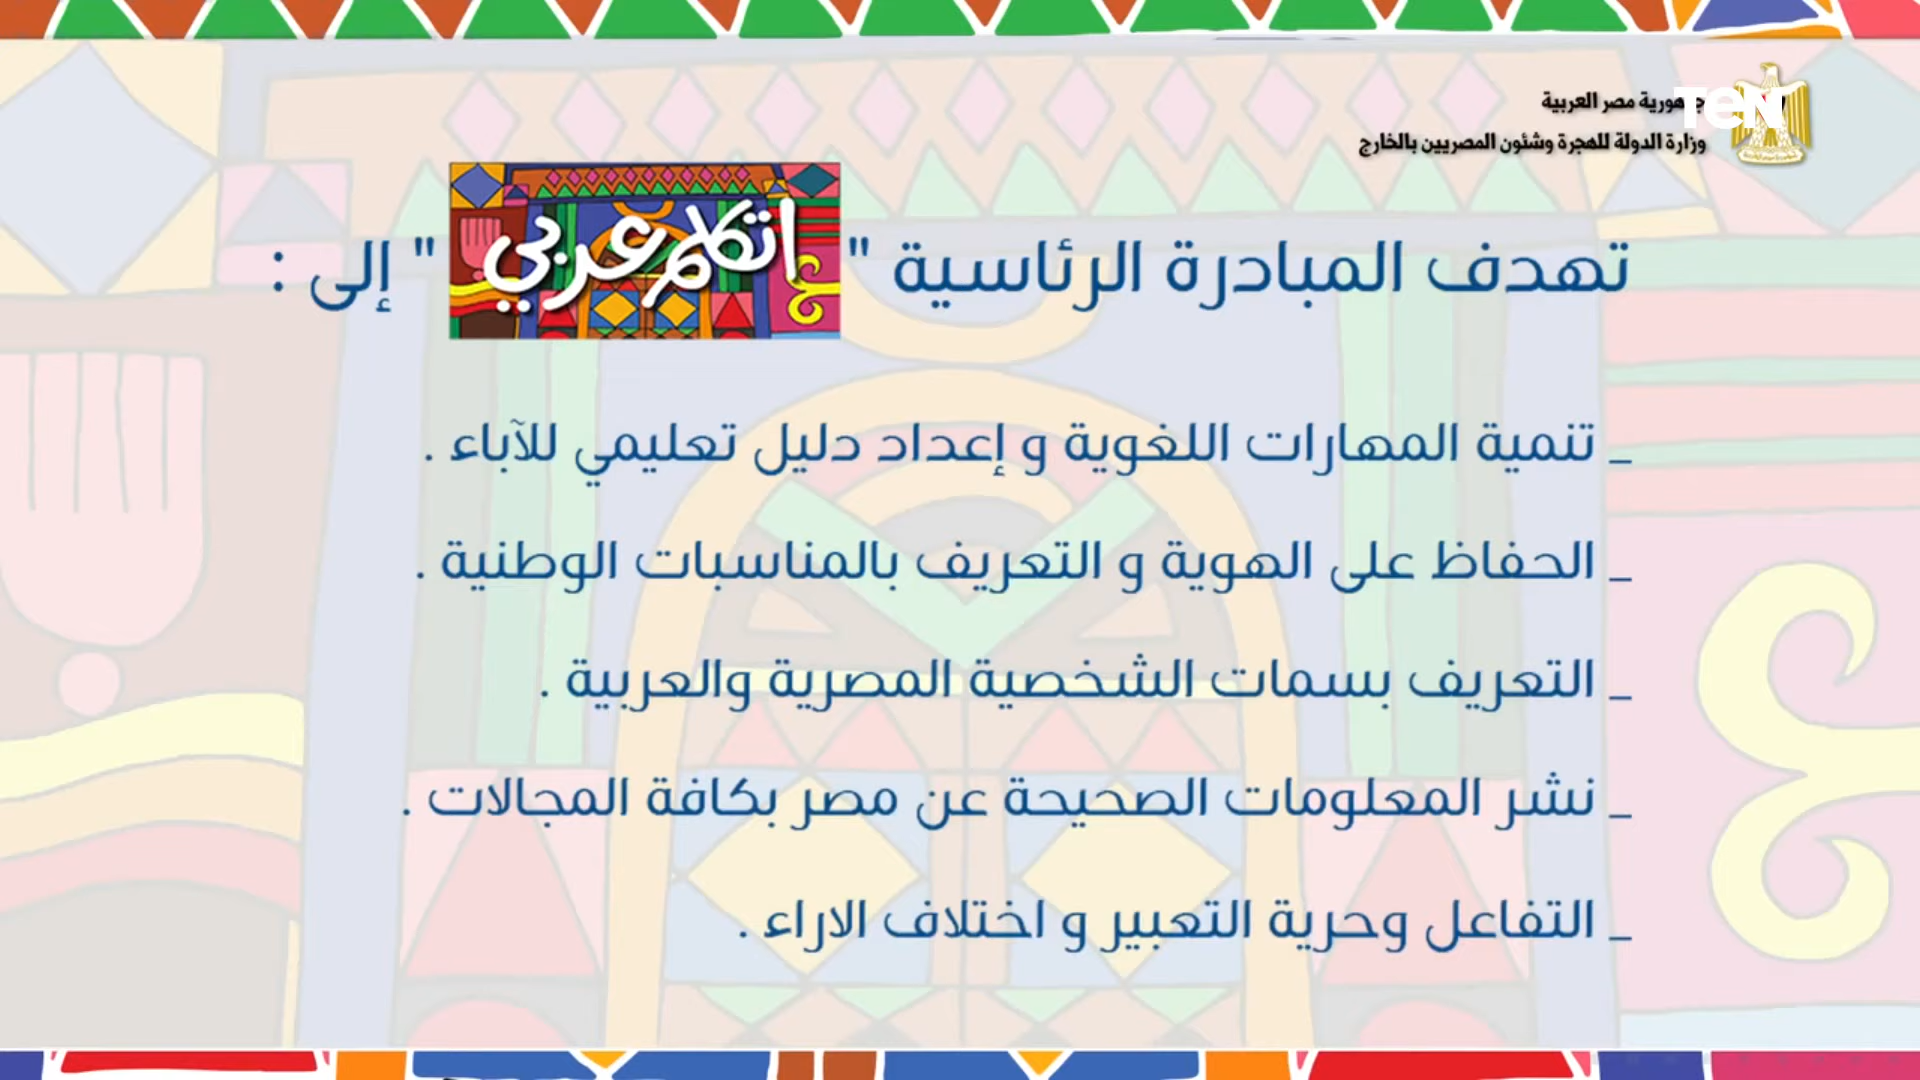 جمهورية مصر العربية
TeN
وزارة الدولة للهجرة وشئون المصريين بالخارج
تهدف المبادرة الرئاسية " اتكلم عربي " إلى :
_ تنمية المهارات اللغوية و إعداد دليل تعليمي للآباء .
_ الحفاظ على الهوية و التعريف بالمناسبات الوطنية .
_ التعريف بسمات الشخصية المصرية والعربية .
_ نشر المعلومات الصحيحة عن مصر بكافة المجالات .
_ التفاعل وحرية التعبير و اختلاف الاراء .